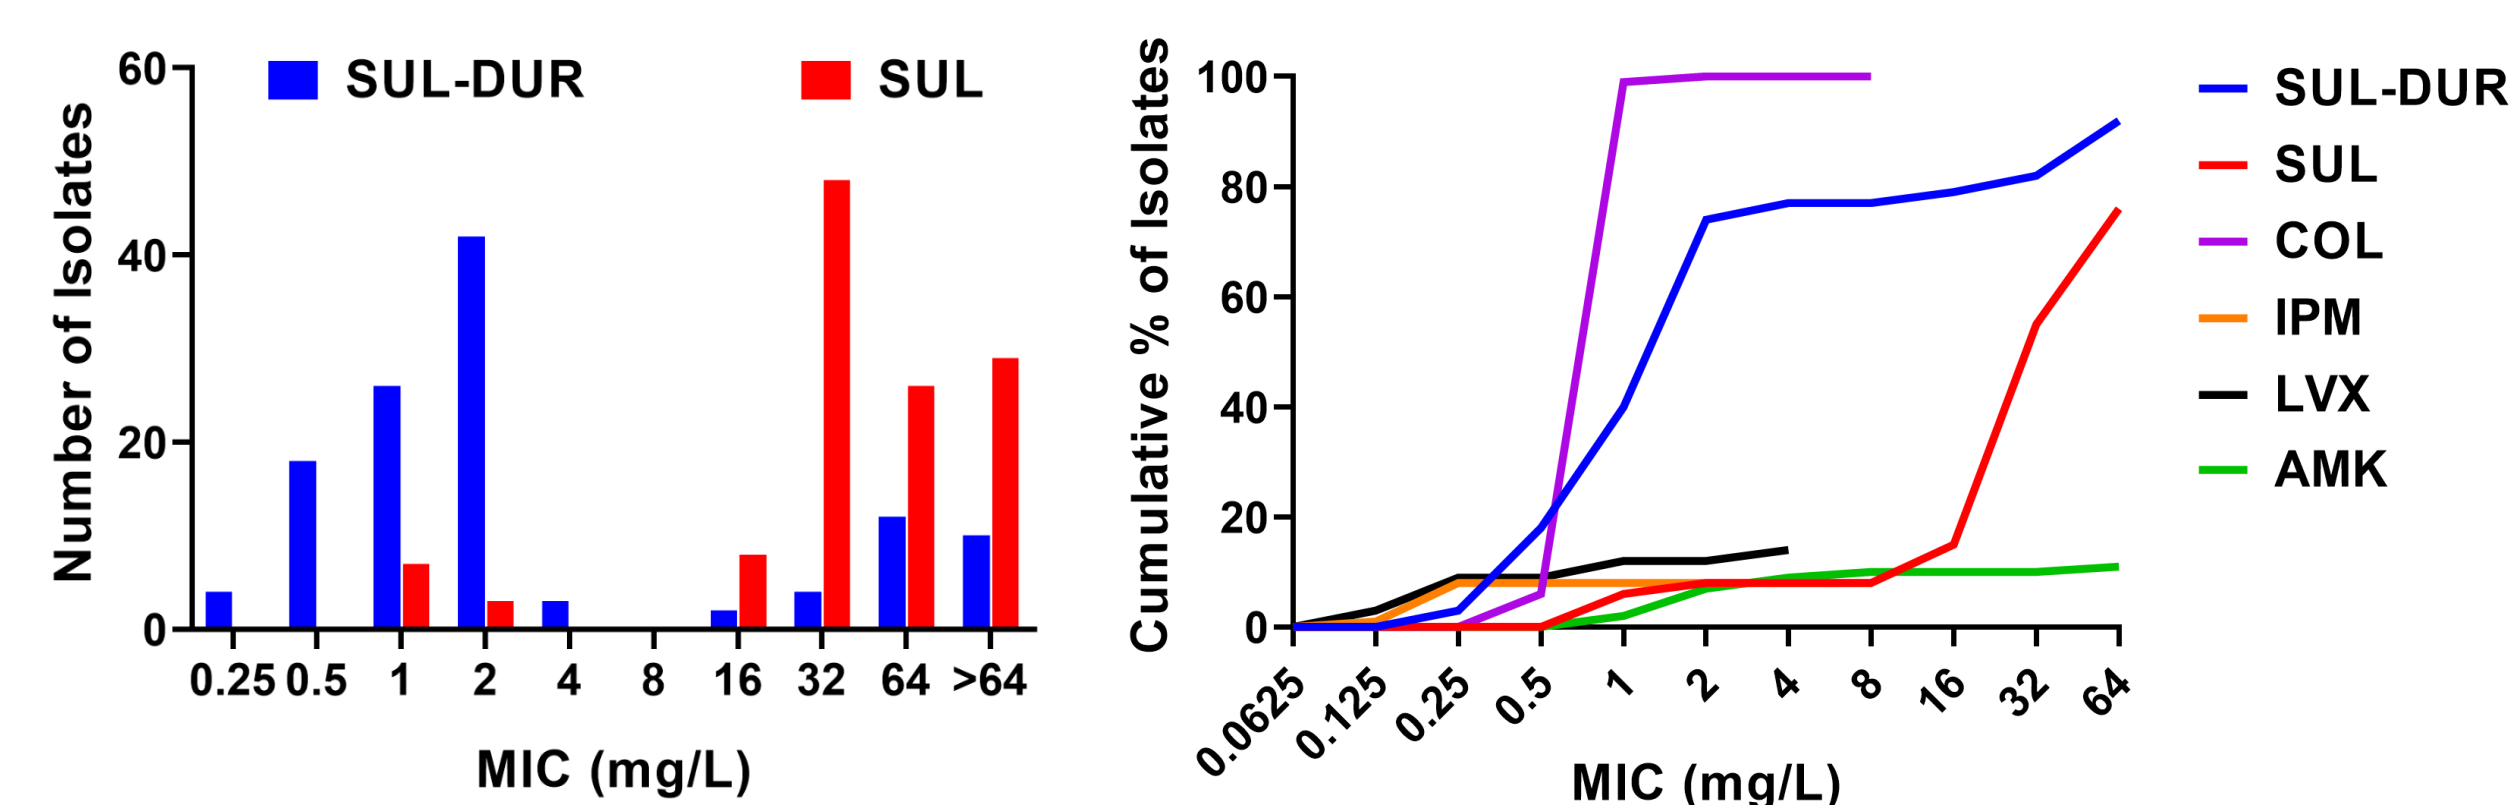 SUL-DUR SUL
Number of Isolates
60
40
20
0
0.25 0.5 1 2 4 8 16 32 64 >64
MIC (mg/L)
Cumulative % of Isolates
100
80
60
40
20
0
0.0625 0.125 0.25 0.5 1 2 4 8 16 32 64
MIC (mg/L)
SUL-DUR
SUL
COL
IPM
LVX
AMK